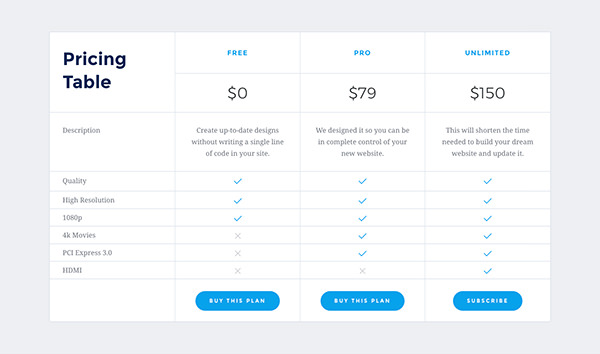 Pricing
Table
FREE
PRO
UNLIMITED
$0
$79
$150
Description
Create up-to-date designs
without writing a single line
of code in your site.
We designed it so you can be
in complete control of your
new website.
This will shorten the time
needed to build your dream
website and update it.
Quality
High Resolution
1080p
4k Movies
PCI Express 3.0
HDMI
BUY THIS PLAN
BUY THIS PLAN
SUBSCRIBE